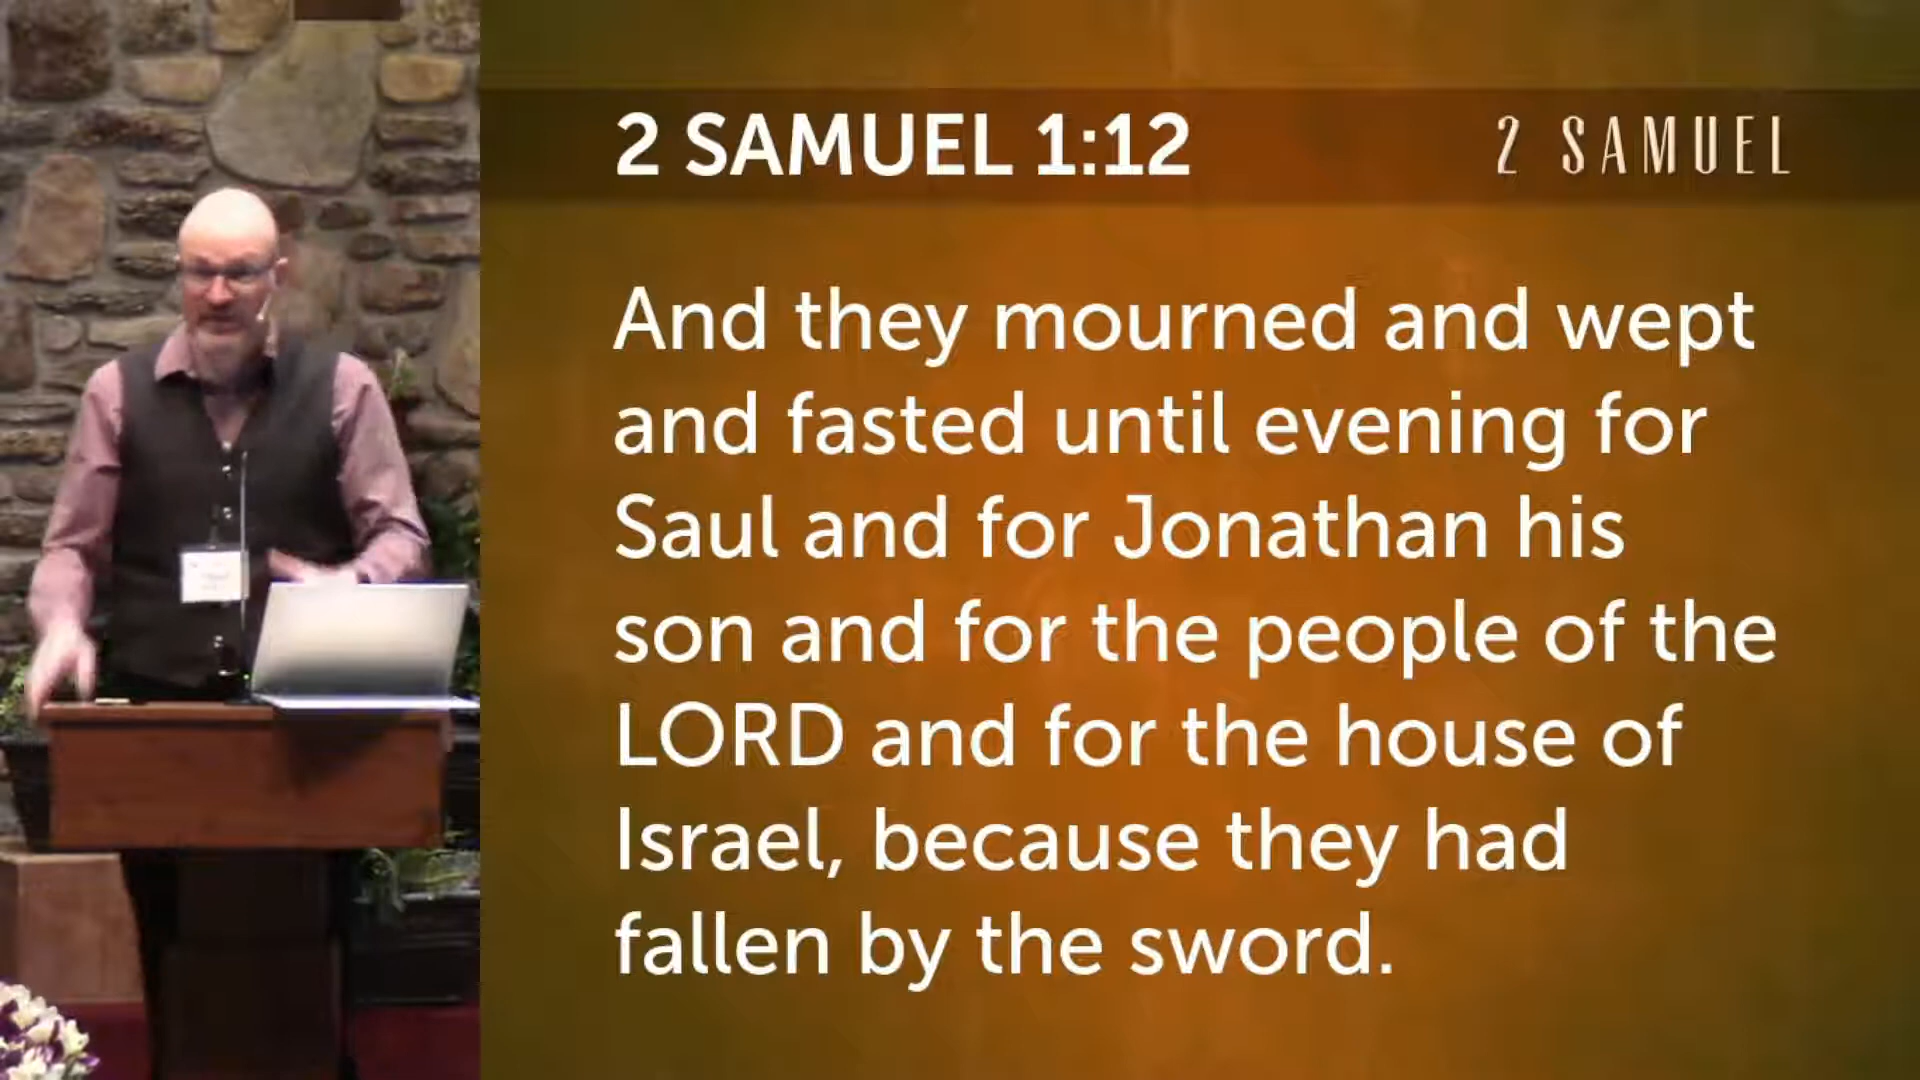 2 SAMUEL 1:12
2 SAMUEL
And they mourned and wept
and fasted until evening for
Saul and for Jonathan his
son and for the people of the
LORD and for the house of
Israel, because they had
fallen by the sword.